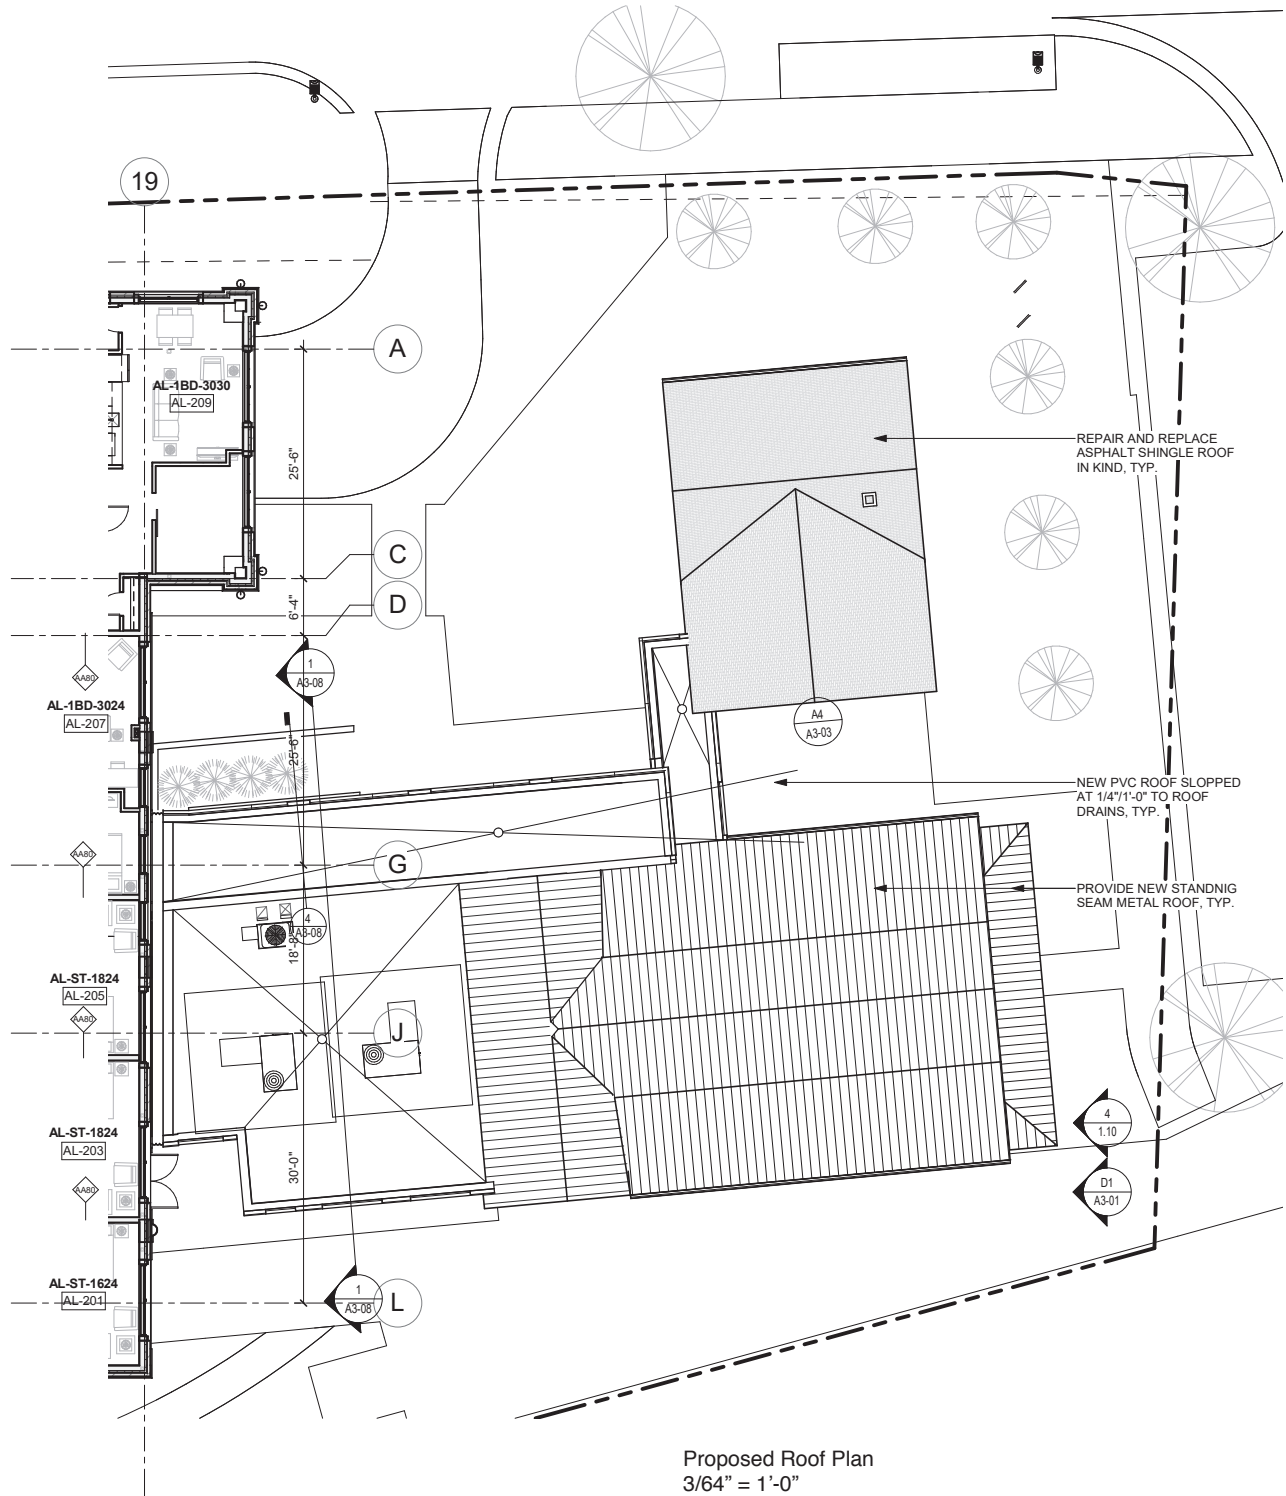 19
A
AL-1BD-3030
AL-209
25'-6"
REPAIR AND REPLACE
ASPHALT SHINGLE ROOF
IN KIND, TYP.
C
D
6'-4"
1
A3-08
AA80
AL-1BD-3024
AL-207
A4
A3-03
25'-6"
NEW PVC ROOF SLOPPED
AT 1/4"/1'-0" TO ROOF
DRAINS, TYP.
AA80
G
PROVIDE NEW STANDNIG
SEAM METAL ROOF, TYP.
4
A3-08
18'-8"
AL-ST-1824
AL-205
AA80
J
4
1.10
AL-ST-1824
AL-203
30'-0"
AA80
D1
A3-01
AL-ST-1624
AL-201
1
A3-08
L
Proposed Roof Plan
3/64” = 1’-0”